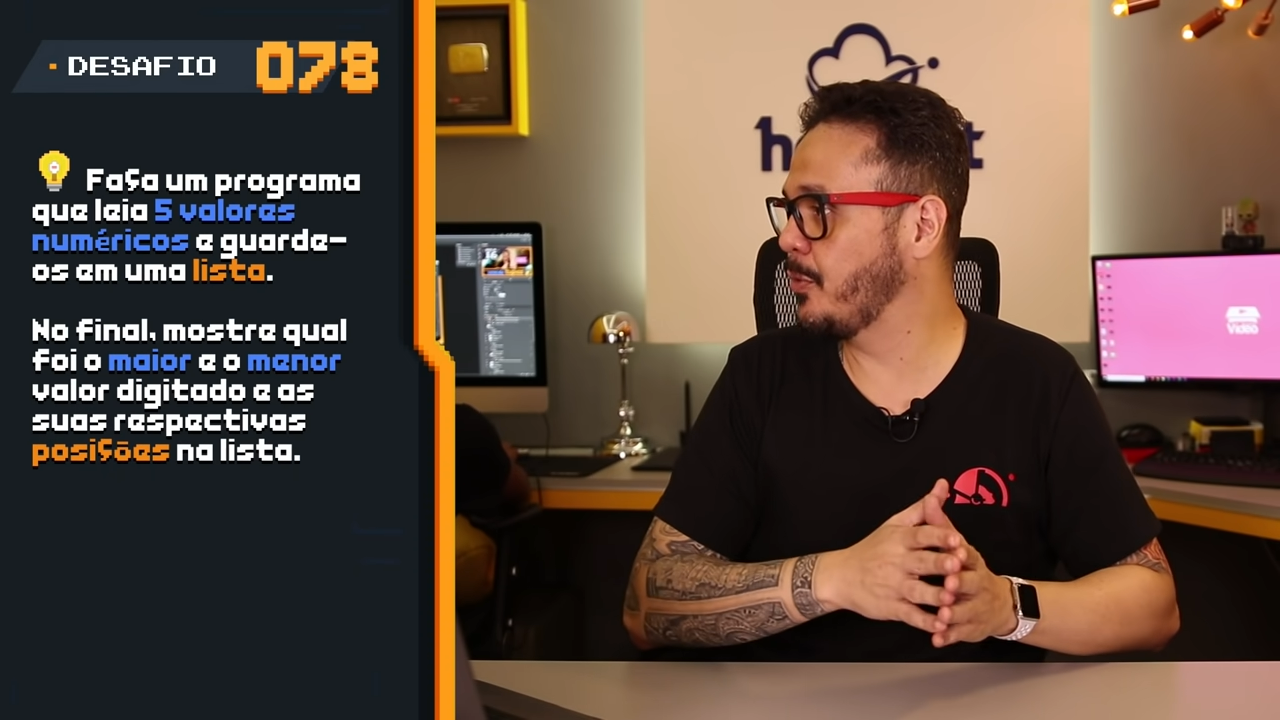 DESAFIO 078
Faça um programa
que leia 5 valores
numéricos e guarde-
os em uma lista.
No final, mostre qual
foi o maior e o menor
valor digitado e as
suas respectivas
posições na lista.